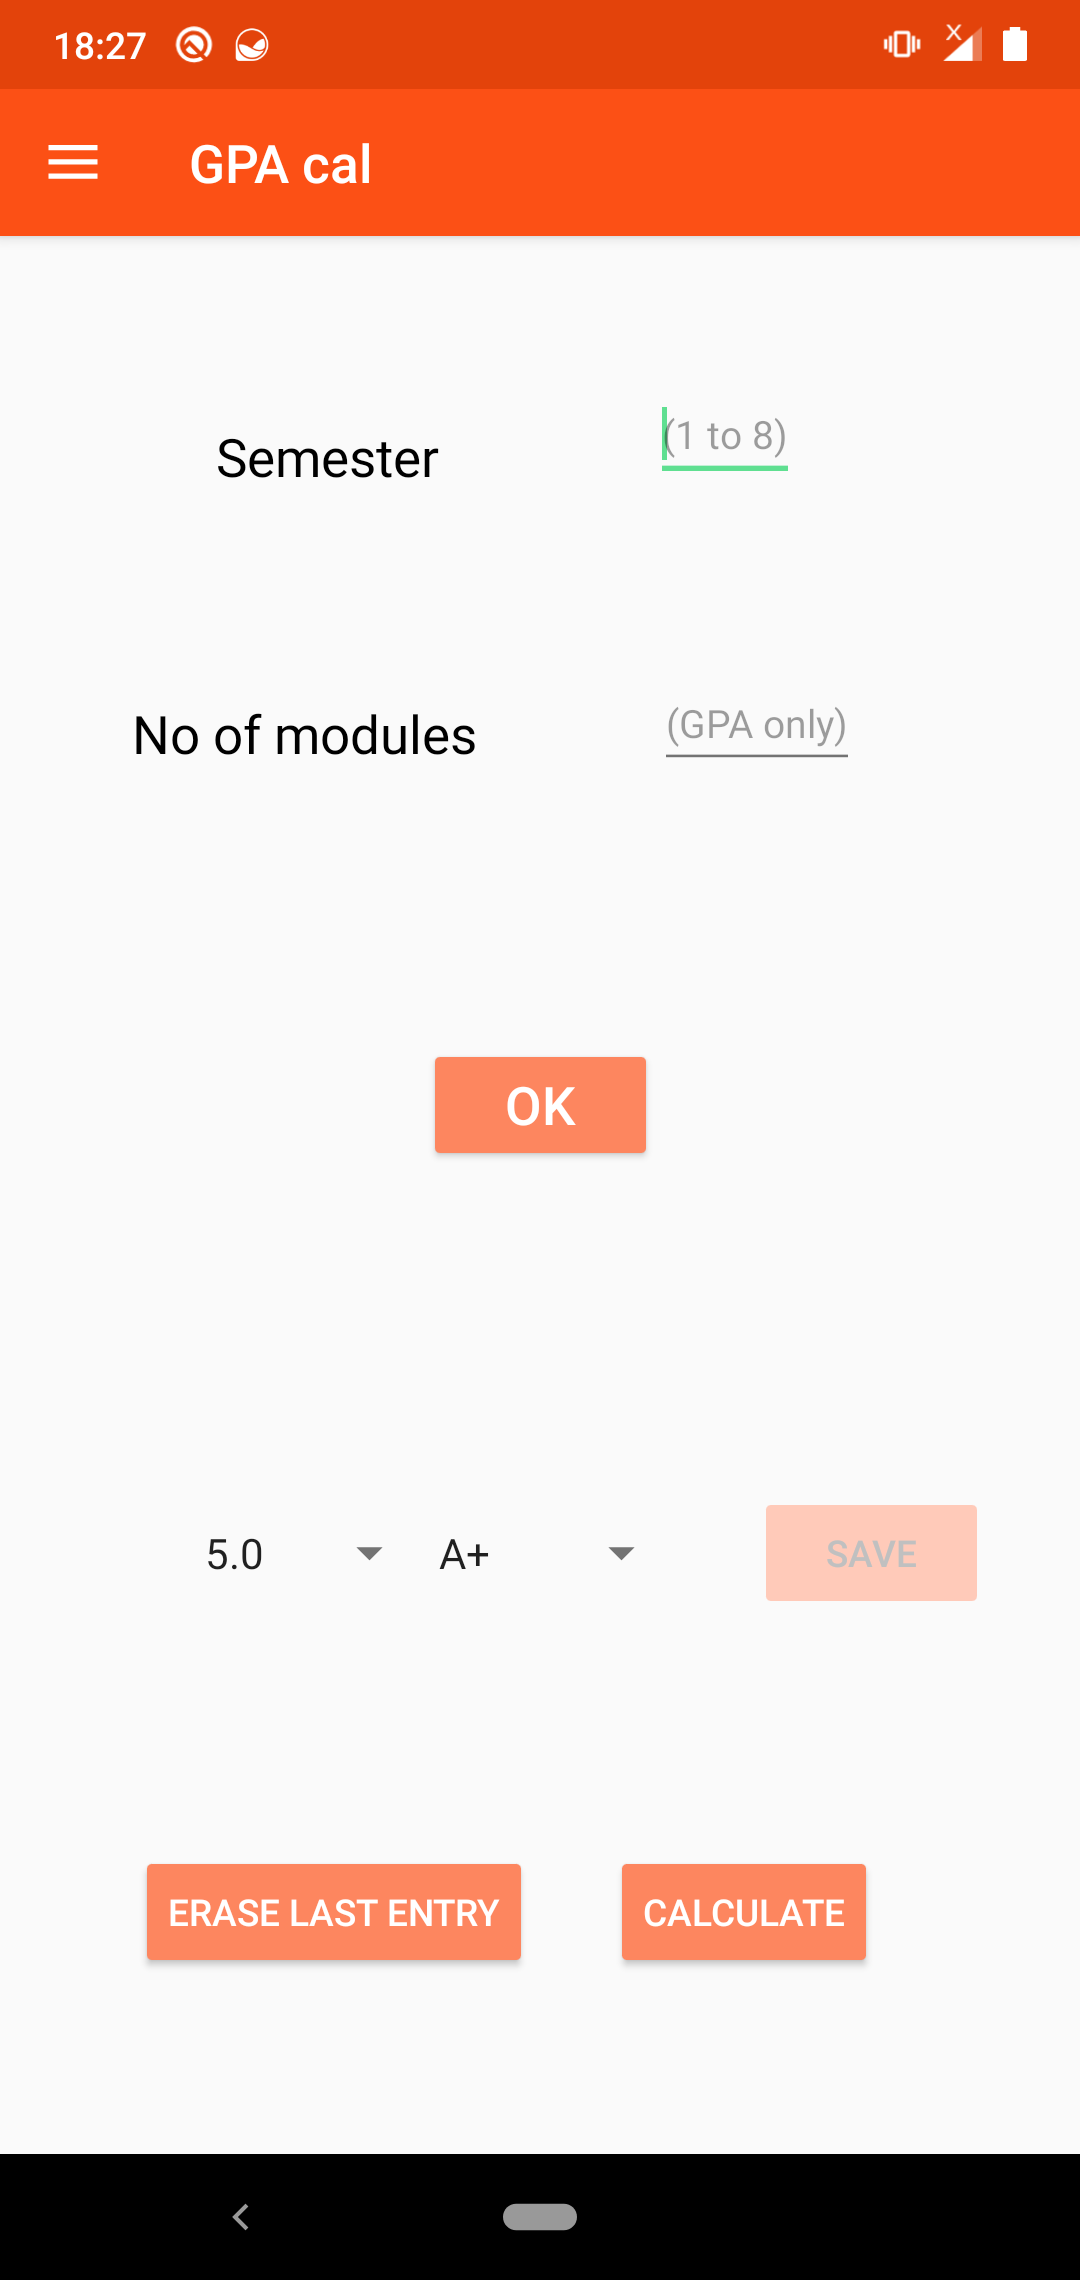 18:27
GPA cal
Semester
(1 to 8)
No of modules
(GPA only)
OK
5.0
A+
SAVE
ERASE LAST ENTRY
CALCULATE